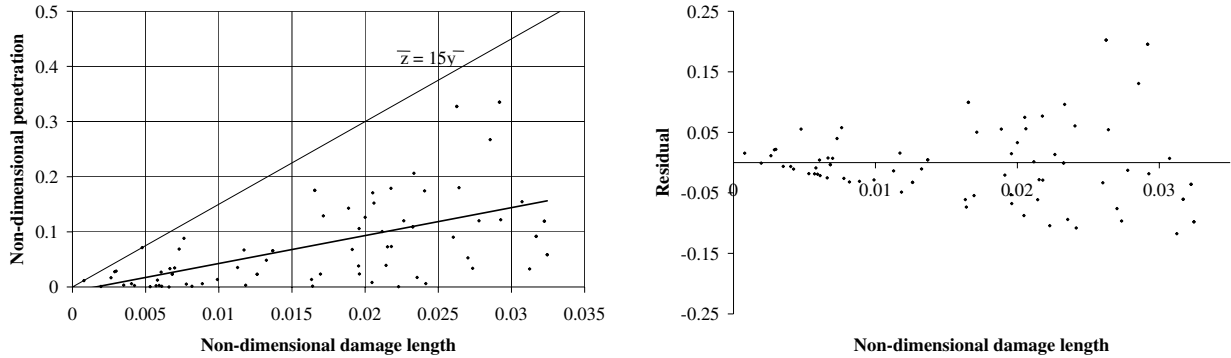 Non-dimensional penetration
0.5
0.4
0.3
0.2
0.1
0
z = 15y
0 0.005 0.01 0.015 0.02 0.025 0.03 0.035
Non-dimensional damage length
Residual
0.25
0.15
0.05
-0.05
-0.15
-0.25
0 0.01 0.02 0.03
Non-dimensional damage length